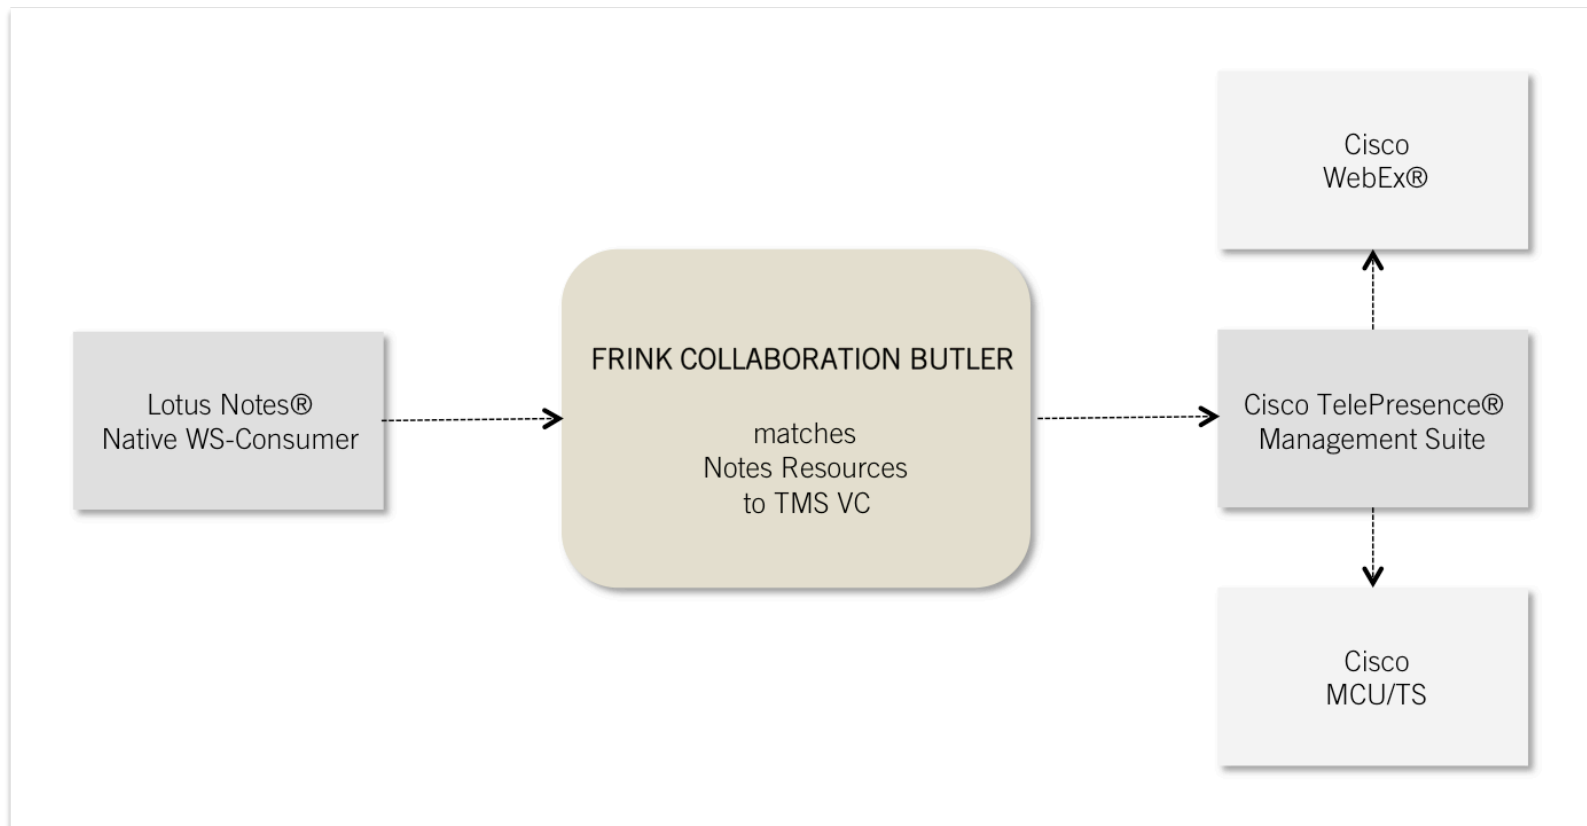 Cisco
WebEx®
FRINK COLLABORATION BUTLER
matches
Notes Resources
to TMS VC
Lotus Notes®
Native WS-Consumer
Cisco TelePresence®
Management Suite
Cisco
MCU/TS